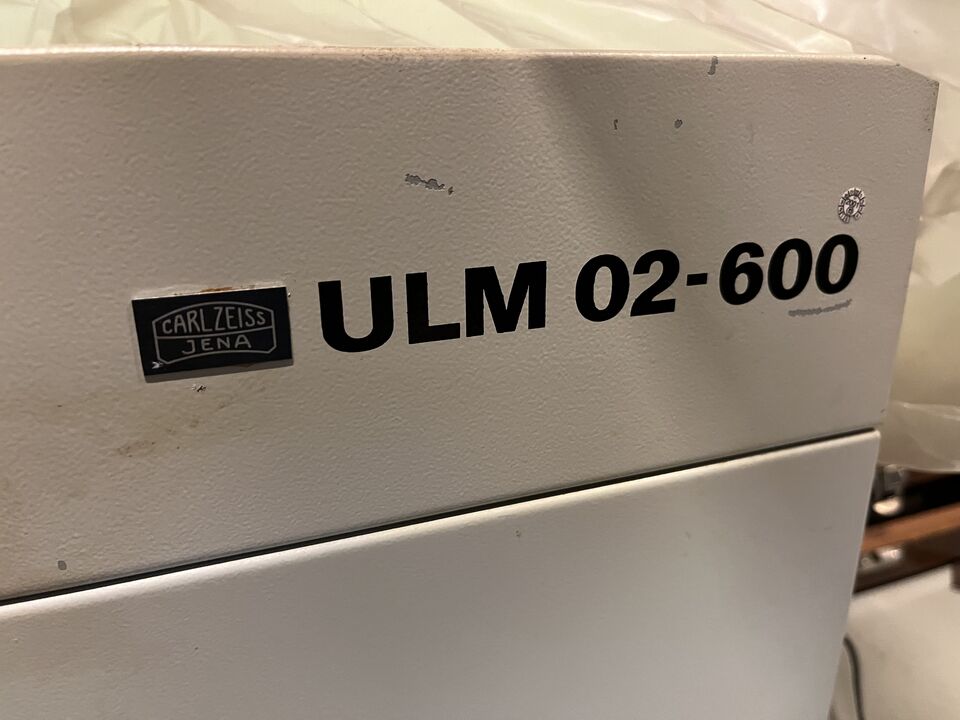 CARL ZEISS
JENA
ULM 02-600